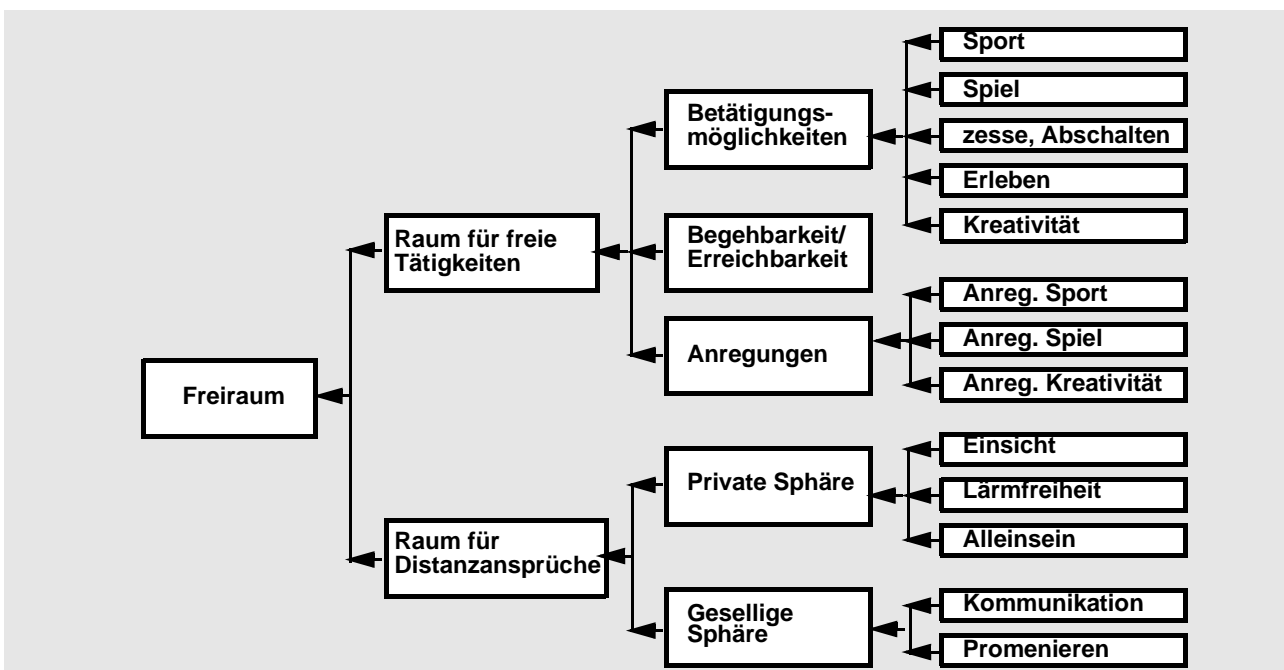 Freiraum
Raum für freie
Tätigkeiten
Raum für
Distanzansprüche
Betätigungs-
möglichkeiten
Begehbarkeit/
Erreichbarkeit
Anregungen
Private Sphäre
Gesellige
Sphäre
Sport
Spiel
zesse, Abschalten
Erleben
Kreativität
Anreg. Sport
Anreg. Spiel
Anreg. Kreativität
Einsicht
Lärmfreiheit
Alleinsein
Kommunikation
Promenieren